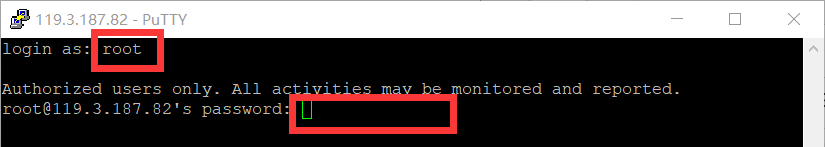 119.3.187.82 - PuTTY
login as: root
Authorized users only. All activities may be monitored and reported.
root@119.3.187.82's password: